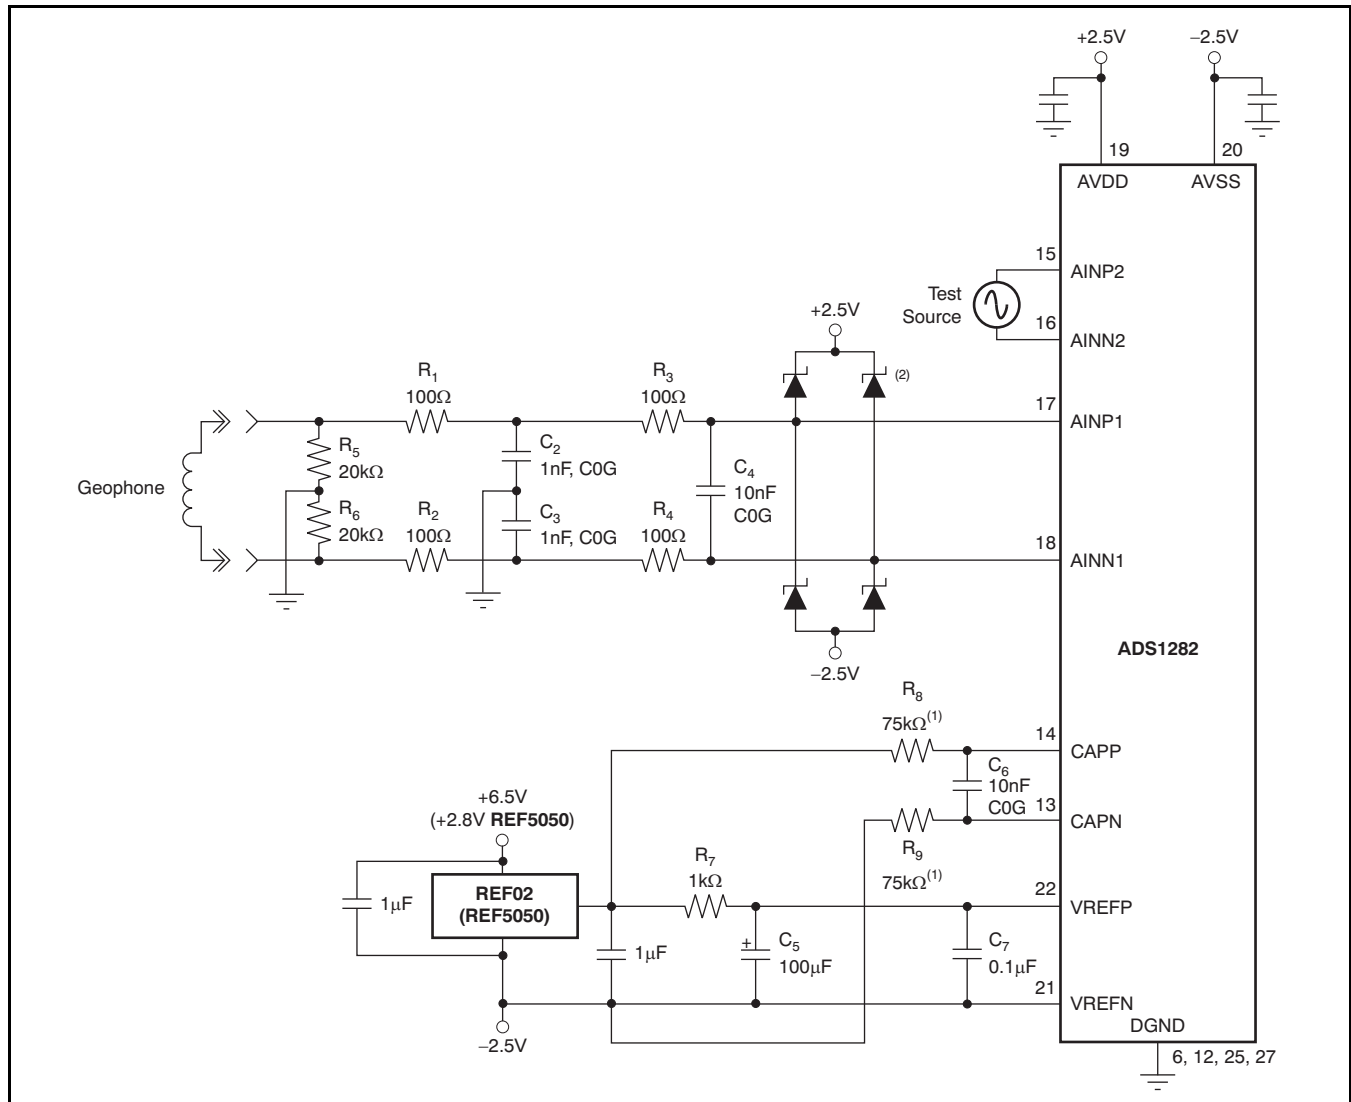 +2.5V
−2.5V
19
20
AVDD
AVSS
15
AINP2
Test
Source
16
AINN2
+2.5V
(2)
R1
100Ω
R3
100Ω
17
AINP1
R5
20kΩ
C2
1nF, C0G
C4
10nF
C0G
Geophone
R6
20kΩ
R2
100Ω
C3
1nF, C0G
R4
100Ω
18
AINN1
ADS1282
−2.5V
R8
75kΩ(1)
14
CAPP
C6
10nF
C0G
13
CAPN
+6.5V
(+2.8V REF5050)
R9
75kΩ(1)
R7
1kΩ
1μF
REF02
(REF5050)
22
VREFP
1μF
+
C5
100μF
C7
0.1μF
21
VREFN
−2.5V
DGND
6, 12, 25, 27